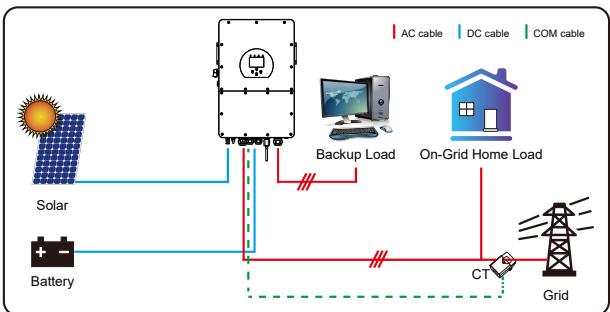 AC cable
DC cable
COM cable
Backup Load
On-Grid Home Load
Solar
CT
Battery
Grid